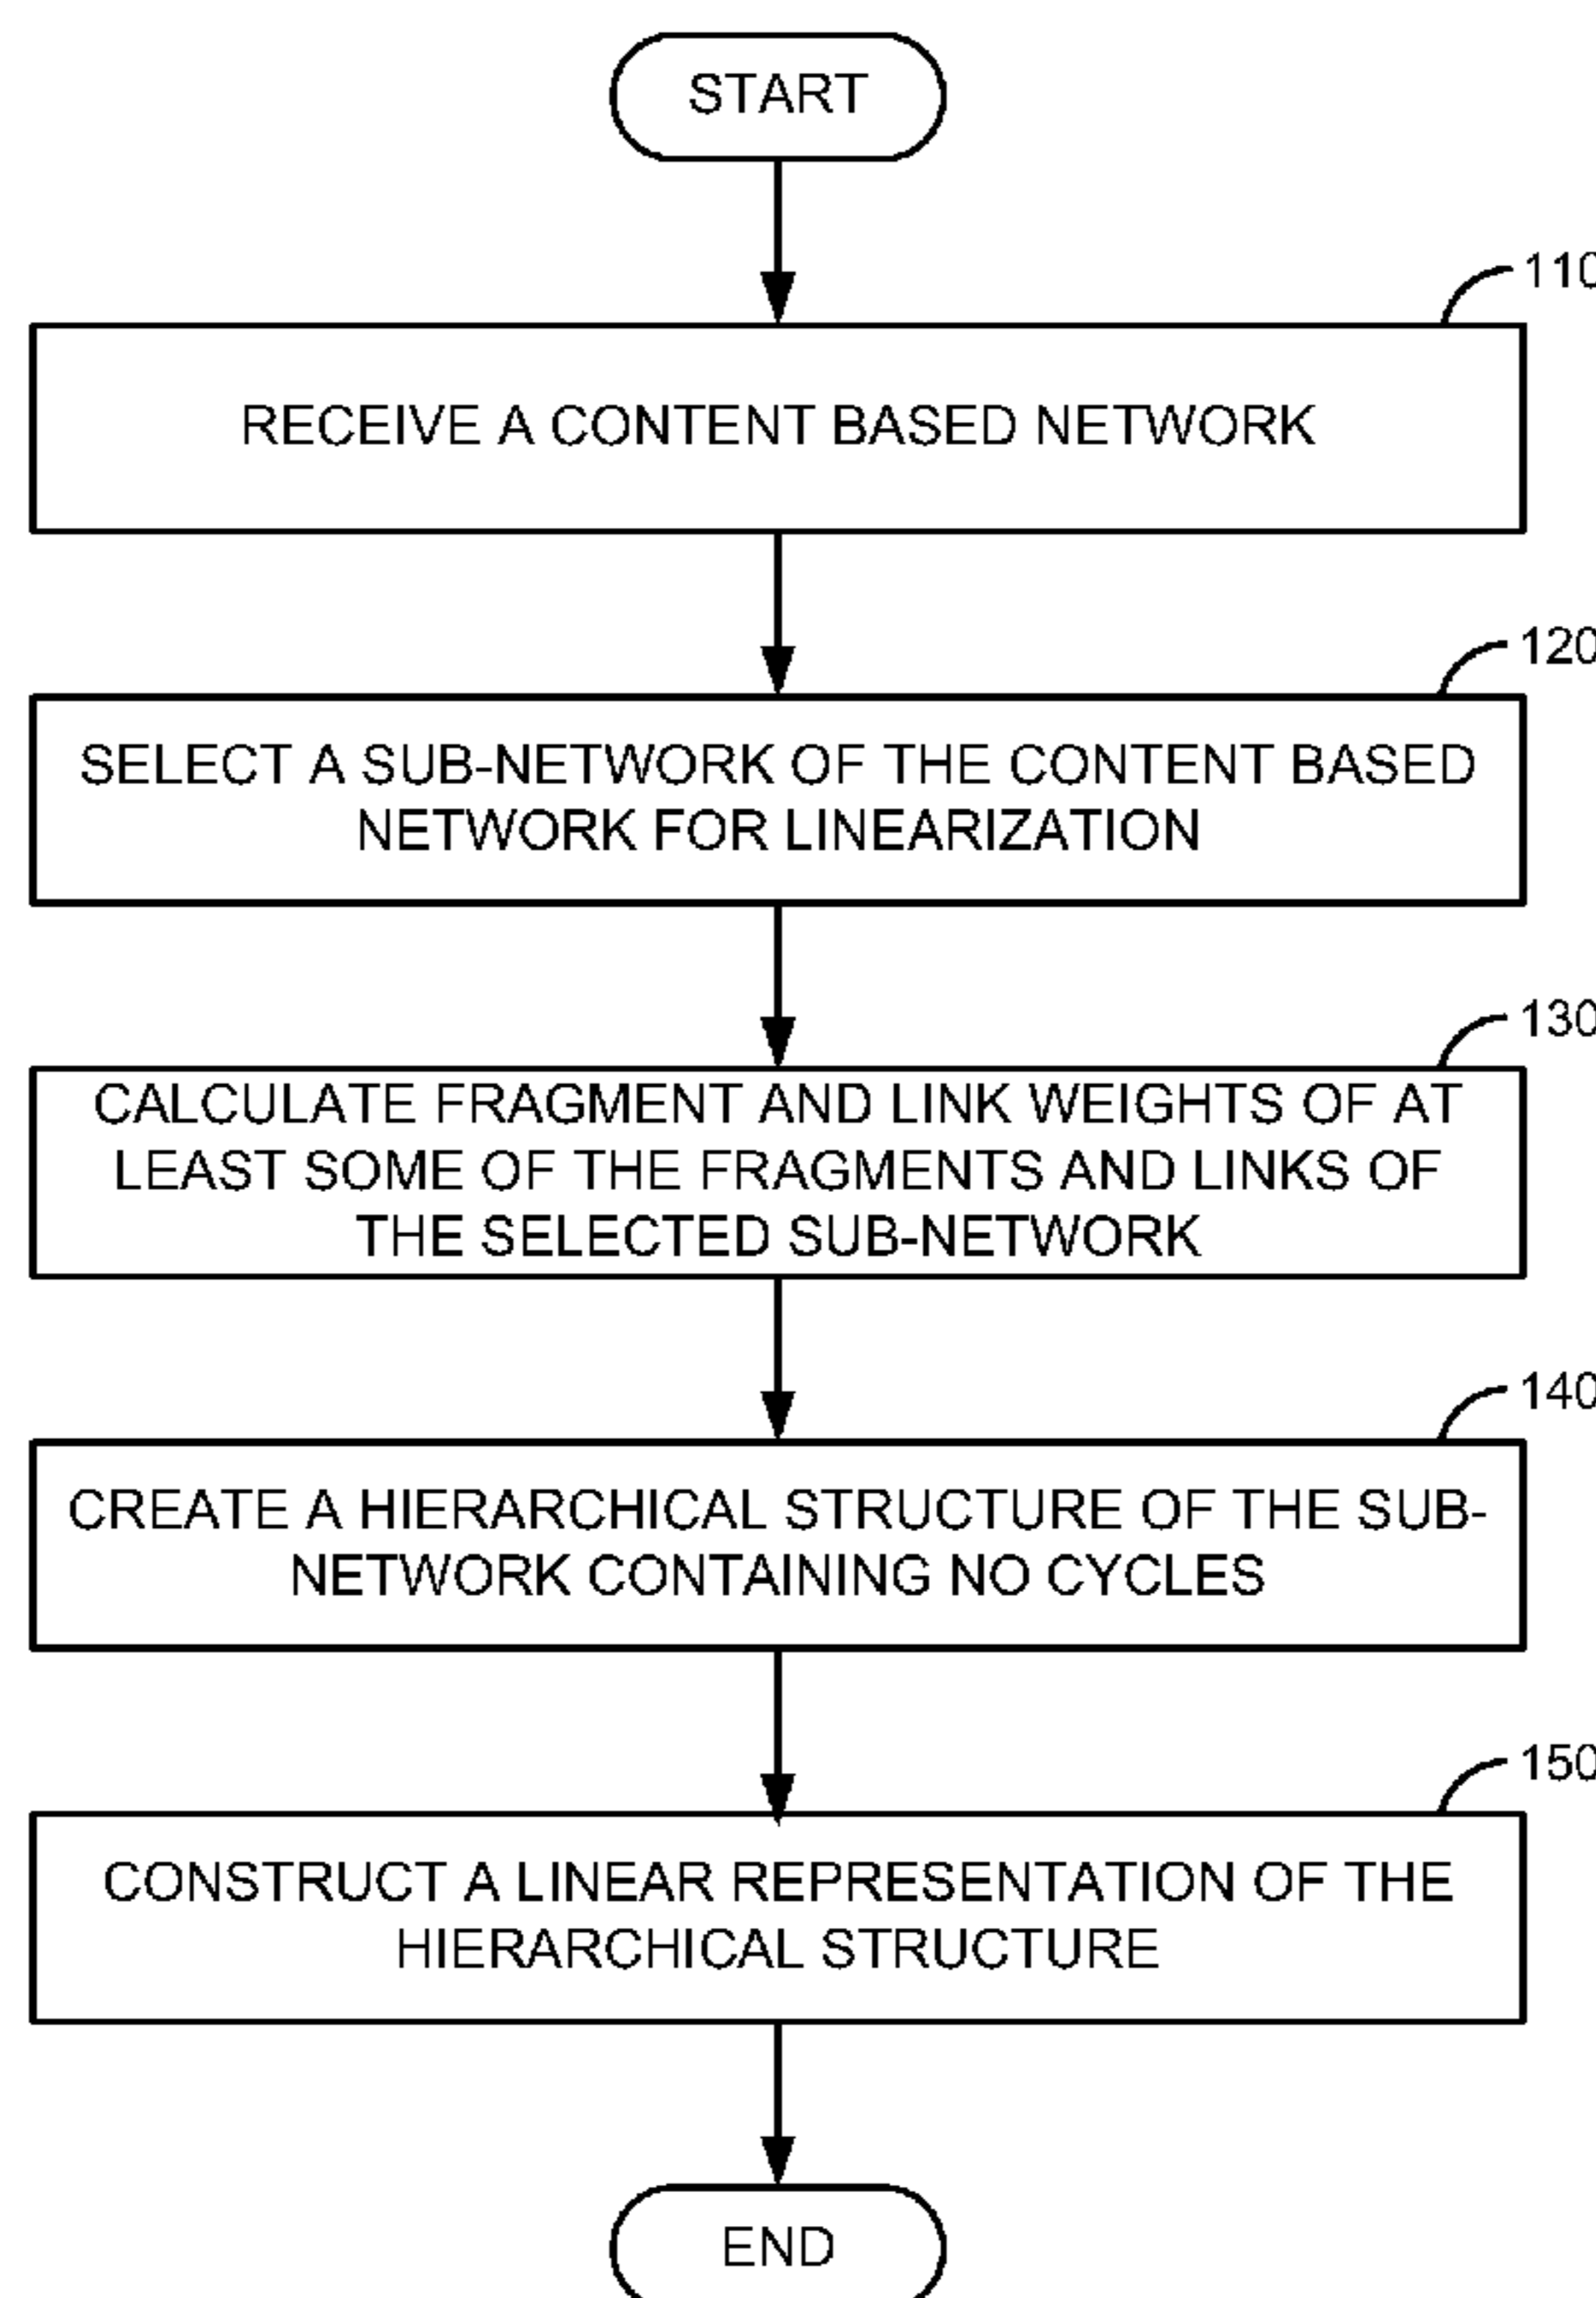 START
110
RECEIVE A CONTENT BASED NETWORK
120
SELECT A SUB-NETWORK OF THE CONTENT BASED
NETWORK FOR LINEARIZATION
130
CALCULATE FRAGMENT AND LINK WEIGHTS OF AT
LEAST SOME OF THE FRAGMENTS AND LINKS OF
THE SELECTED SUB-NETWORK
140
CREATE A HIERARCHICAL STRUCTURE OF THE SUB-
NETWORK CONTAINING NO CYCLES
150
CONSTRUCT A LINEAR REPRESENTATION OF THE
HIERARCHICAL STRUCTURE
END